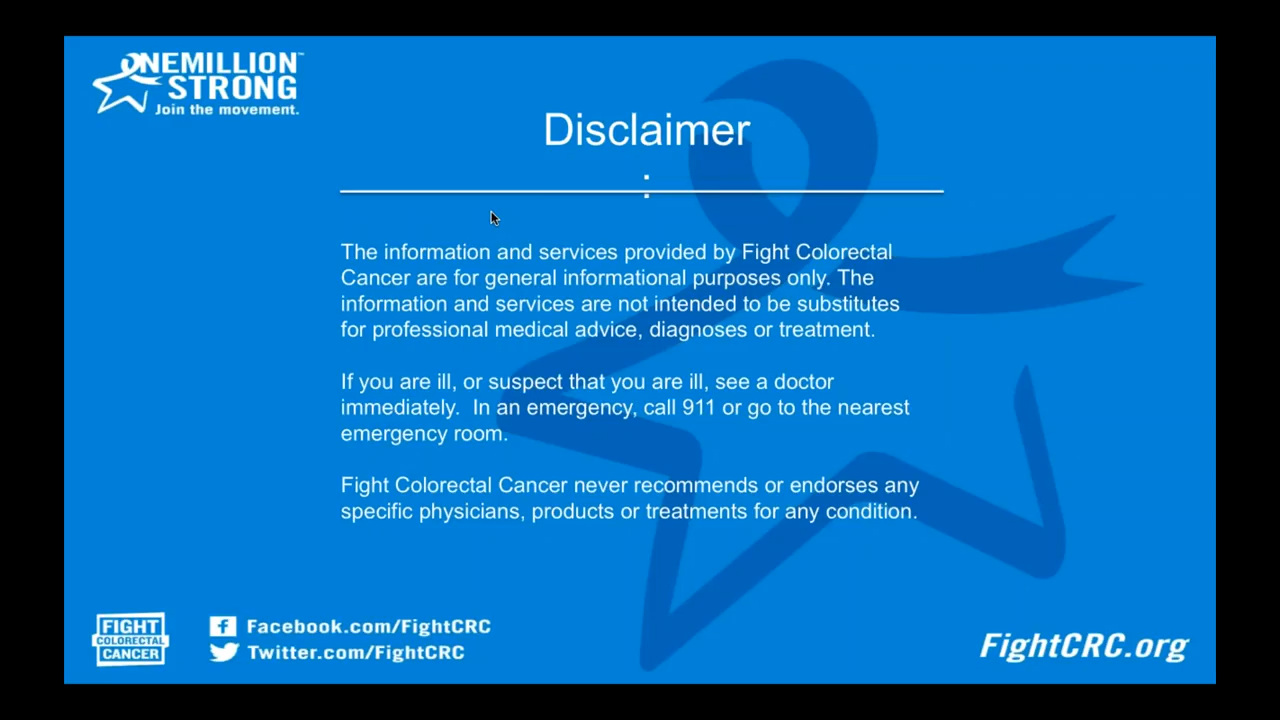 ONEMILLION™
STRONG
Join the movement.
Disclaimer
:
The information and services provided by Fight Colorectal
Cancer are for general informational purposes only. The
information and services are not intended to be substitutes
for professional medical advice, diagnoses or treatment.
If you are ill, or suspect that you are ill, see a doctor
immediately.  In an emergency, call 911 or go to the nearest
emergency room.
Fight Colorectal Cancer never recommends or endorses any
specific physicians, products or treatments for any condition.
FIGHT
COLORECTAL
CANCER
Facebook.com/FightCRC
Twitter.com/FightCRC
FightCRC.org